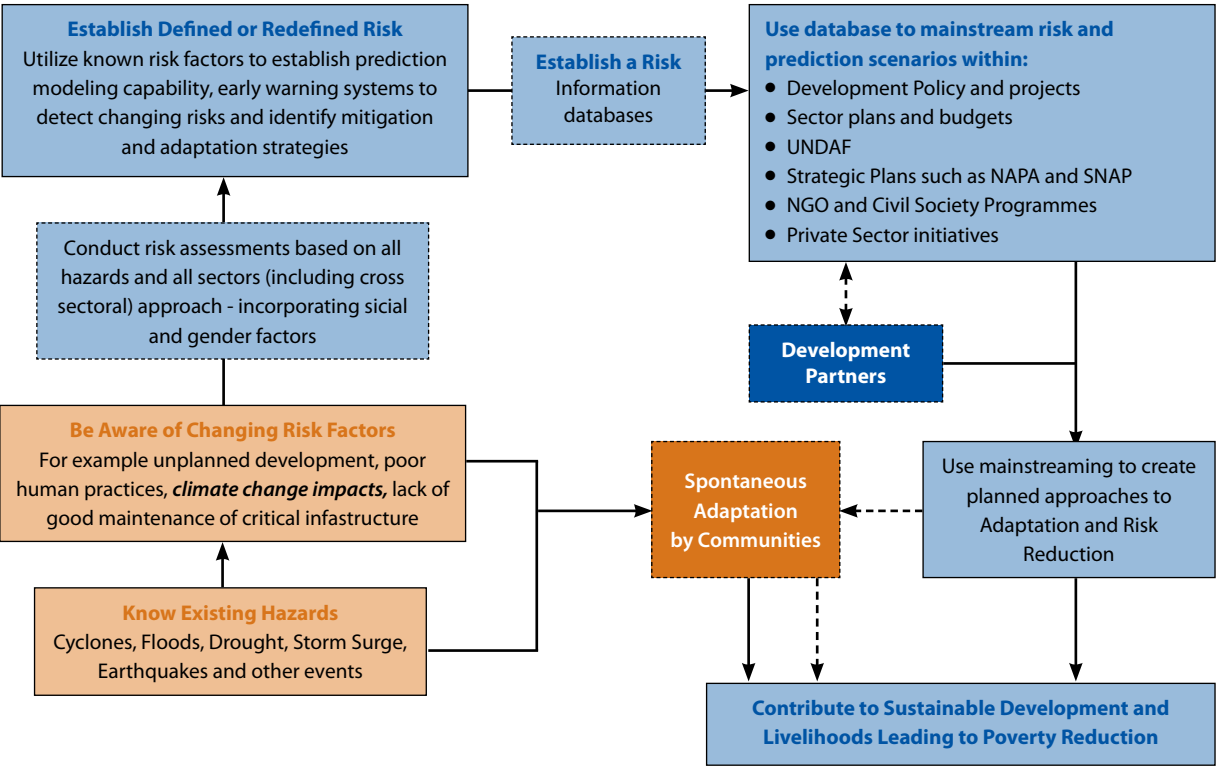 Establish Defined or Redefined Risk
Utilize known risk factors to establish prediction
modeling capability, early warning systems to
detect changing risks and identify mitigation
and adaptation strategies
Establish a Risk
Information
databases
Use database to mainstream risk and
prediction scenarios within:
● Development Policy and projects
● Sector plans and budgets
● UNDAF
● Strategic Plans such as NAPA and SNAP
● NGO and Civil Society Programmes
● Private Sector initiatives
Conduct risk assessments based on all
hazards and all sectors (including cross
sectoral) approach - incorporating sicial
and gender factors
Development
Partners
Be Aware of Changing Risk Factors
For example unplanned development, poor
human practices, climate change impacts, lack of
good maintenance of critical infastructure
Spontaneous
Adaptation
by Communities
Use mainstreaming to create
planned approaches to
Adaptation and Risk
Reduction
Know Existing Hazards
Cyclones, Floods, Drought, Storm Surge,
Earthquakes and other events
Contribute to Sustainable Development and
Livelihoods Leading to Poverty Reduction